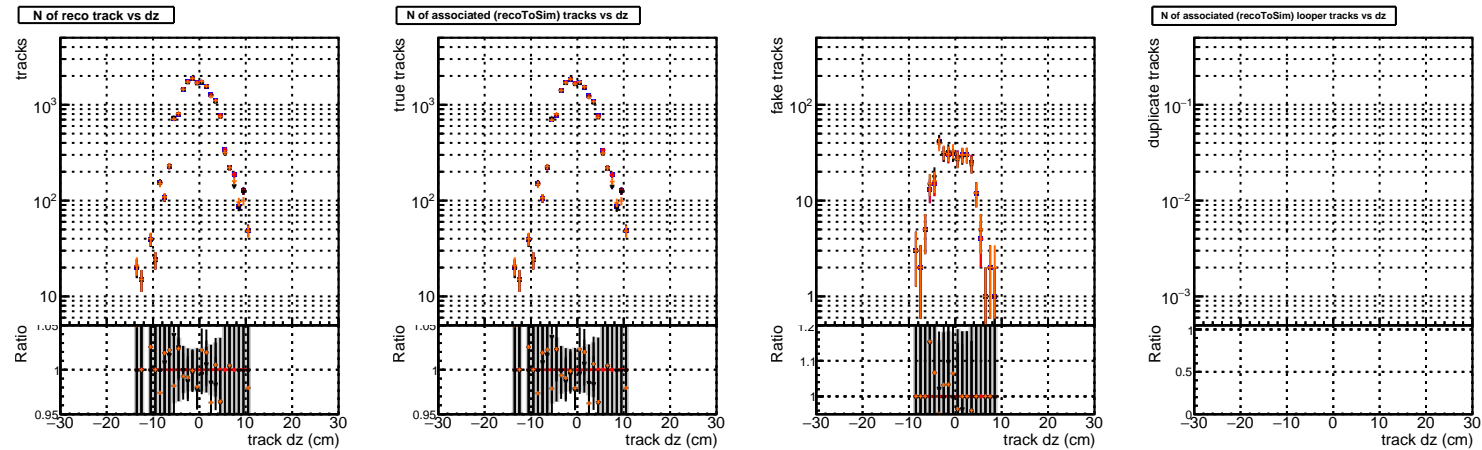 N of reco track vs dz
tracks
10³
10²
10
Ratio
1.05
1
0.95
−30 −20 −10 0 10 20 30
track dz (cm)
N of associated (recoToSim) tracks vs dz
true tracks
10³
10²
10
Ratio
1.05
1
0.95
−30 −20 −10 0 10 20 30
track dz (cm)
fake tracks
10²
10
1
Ratio
1.2
1.1
1
−30 −20 −10 0 10 20 30
track dz (cm)
N of associated (recoToSim) looper tracks vs dz
duplicate tracks
10⁻¹
10⁻²
10⁻³
Ratio
1
0.5
0
−30 −20 −10 0 10 20 30
track dz (cm)